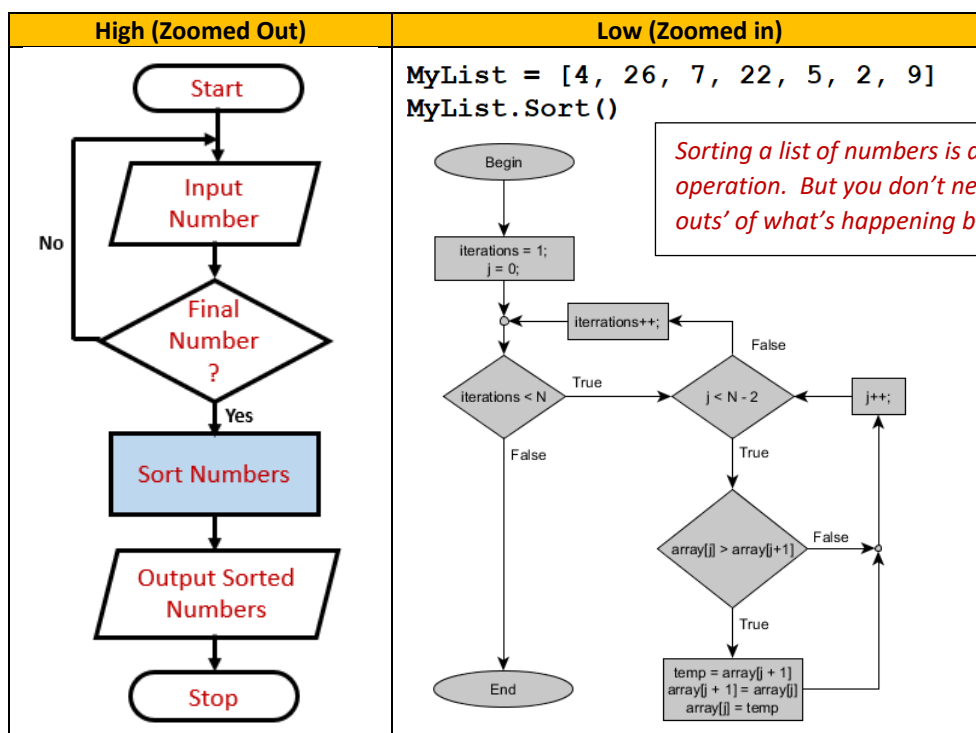 High (Zoomed Out)
Low (Zoomed in)
Start
Input
Number
No
Final
Number
?
Yes
Sort Numbers
Output Sorted
Numbers
Stop
MyList = [4, 26, 7, 22, 5, 2, 9]
MyList.Sort()
Sorting a list of numbers is
operation. But you don't
outs' of what's happening
Begin
iterations = 1;
j = 0;
iterrations++;
False
iterations < N
True
j < N - 2
j++;
False
True
array[j] > array[j+1]
False
True
temp = array[j + 1]
array[j + 1] = array[j]
array[j] = temp
End